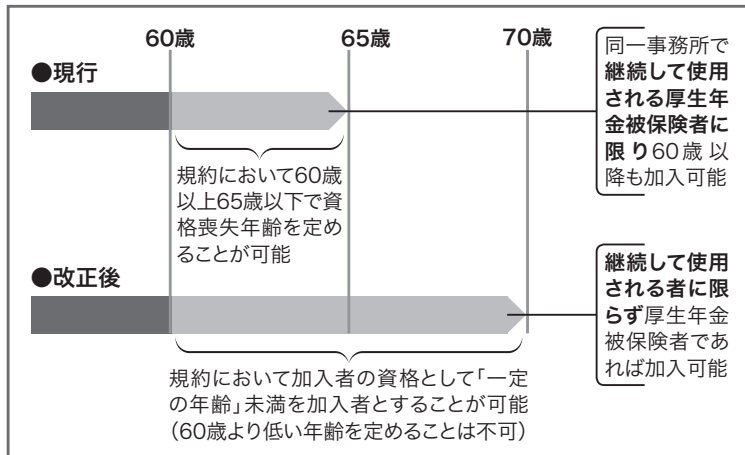 60歳 65歳 70歳
●現行
規約において60歳
以上65歳以下で資
格喪失年齢を定め
ることが可能
同一事務所で
継続して使用
される厚生年
金被保険者に
限り60歳以
降も加入可能
●改正後
規約において加入者の資格として「一定
の年齢」未満を加入者とすることが可能
（60歳より低い年齢を定めることは不可）
継続して使用
される者に限
らず厚生年金
被保険者であ
れば加入可能